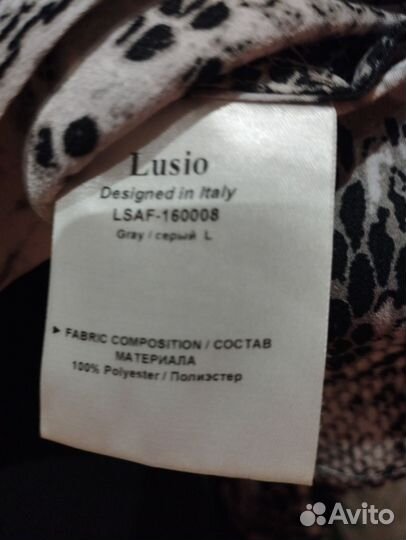 Lusio
Designed in Italy
LSAF-160008
Gray / серый L
► FABRIC COMPOSITION / СОСТАВ
МАТЕРИАЛА
100% Polyester / Полиэстер
Avito